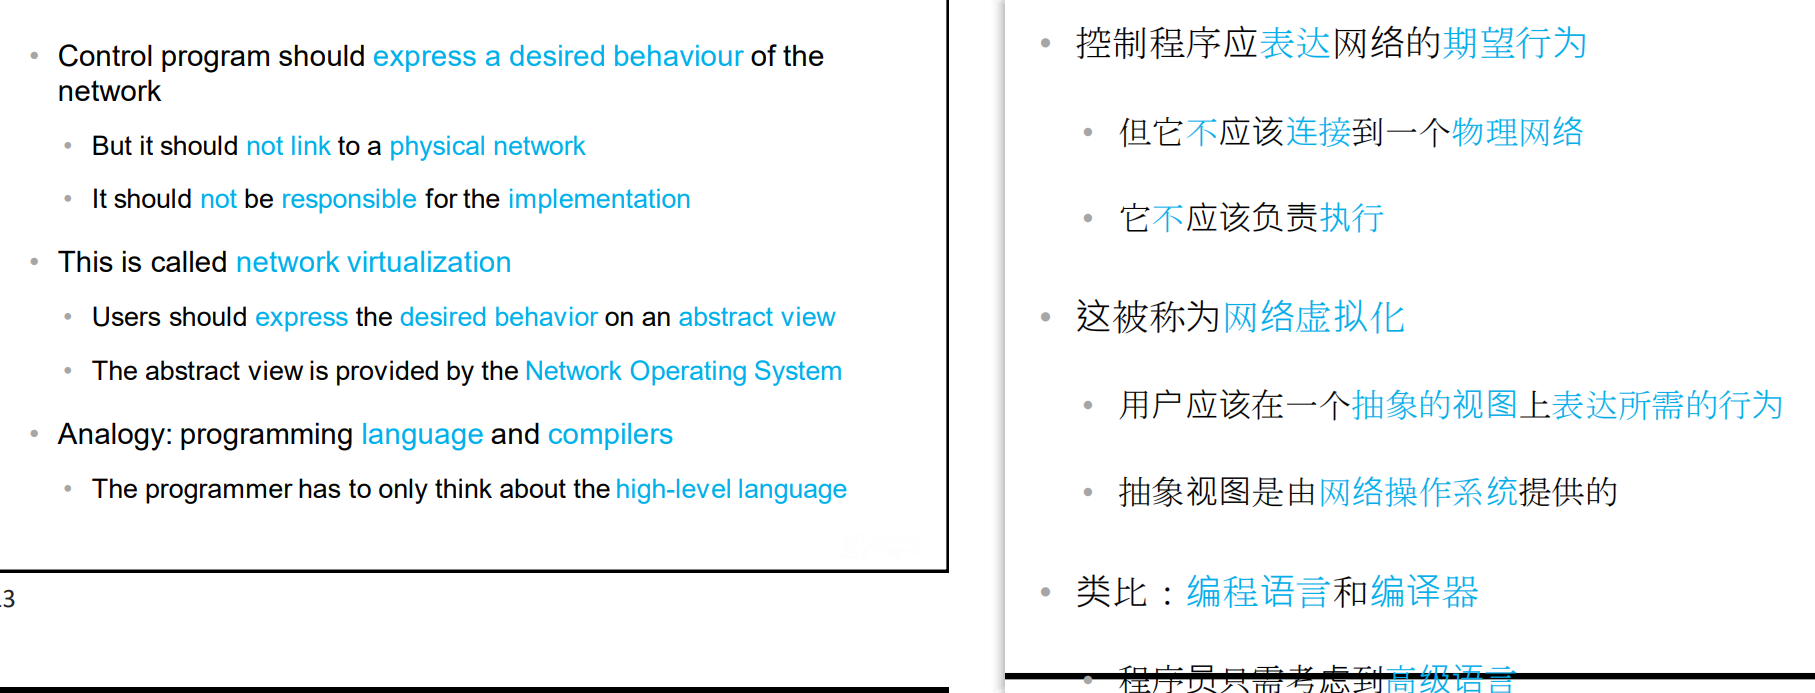 Control program should express a desired behaviour of the
network
But it should not link to a physical network
It should not be responsible for the implementation
This is called network virtualization
Users should express the desired behavior on an abstract view
The abstract view is provided by the Network Operating System
Analogy: programming language and compilers
The programmer has to only think about the high-level language
.3
控制程序应表达网络的期望行为
但它不应该连接到一个物理网络
它不应该负责执行
这被称为网络虚拟化
用户应该在一个抽象的视图上表达所需的行为
抽象视图是由网络操作系统提供的
类比：编程语言和编译器
程序员只需考虑到高级语言